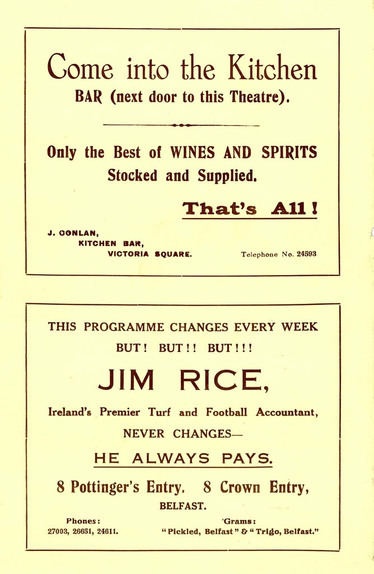 Come into the Kitchen
BAR (next door to this Theatre).
Only the Best of WINES AND SPIRITS
Stocked and Supplied.
That's All!
J. CONLAN,
KITCHEN BAR,
VICTORIA SQUARE.
Telephone No. 24593
THIS PROGRAMME CHANGES EVERY WEEK
BUT! BUT!! BUT!!!
JIM RICE,
Ireland's Premier Turf and Football Accountant,
NEVER CHANGES—
HE ALWAYS PAYS.
8 Pottinger's Entry. 8 Crown Entry,
BELFAST.
Phones:
27003, 26631, 24611.
'Grams:
"Pickled, Belfast" & "Trigo, Belfast."